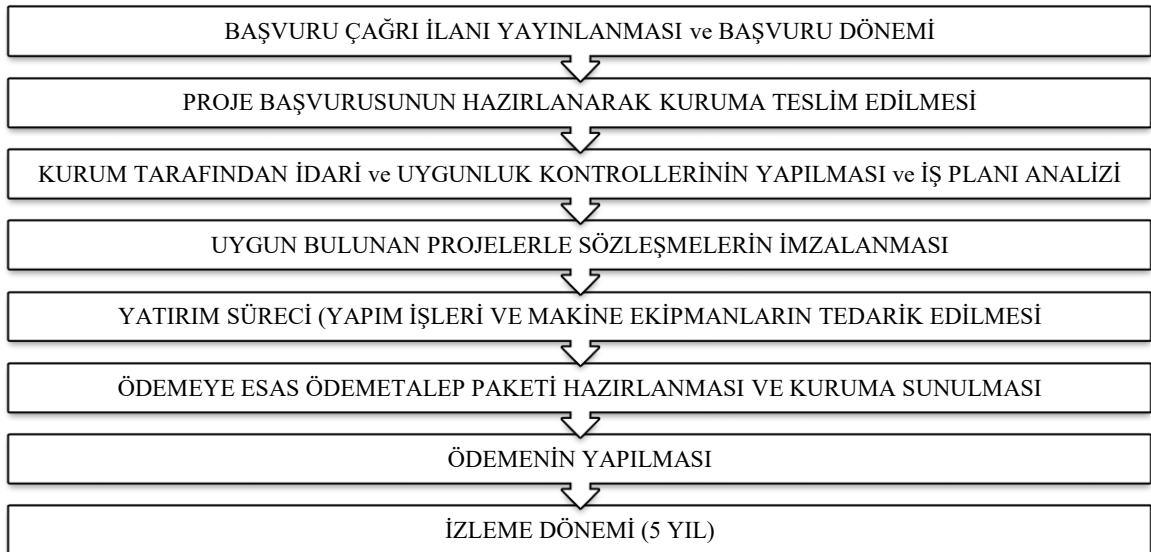 BAŞVURU ÇAĞRI İLANI YAYINLANMASI ve BAŞVURU DÖNEMİ
PROJE BAŞVURUSUNUN HAZIRLANARAK KURUMA TESLİM EDİLMESİ
KURUM TARAFINDAN İDARİ ve UYGUNLUK KONTROLLERİNİN YAPILMASI ve İŞ PLANI ANALİZİ
UYGUN BULUNAN PROJELERLE SÖZLEŞMELERİN İMZALANMASI
YATIRIM SÜRECİ (YAPIM İŞLERİ VE MAKİNE EKİPMANLARIN TEDARİK EDİLMESİ
ÖDEMEYE ESAS ÖDEMETALEP PAKETİ HAZIRLANMASI VE KURUMA SUNULMASI
ÖDEMENİN YAPILMASI
İZLEME DÖNEMİ (5 YIL)